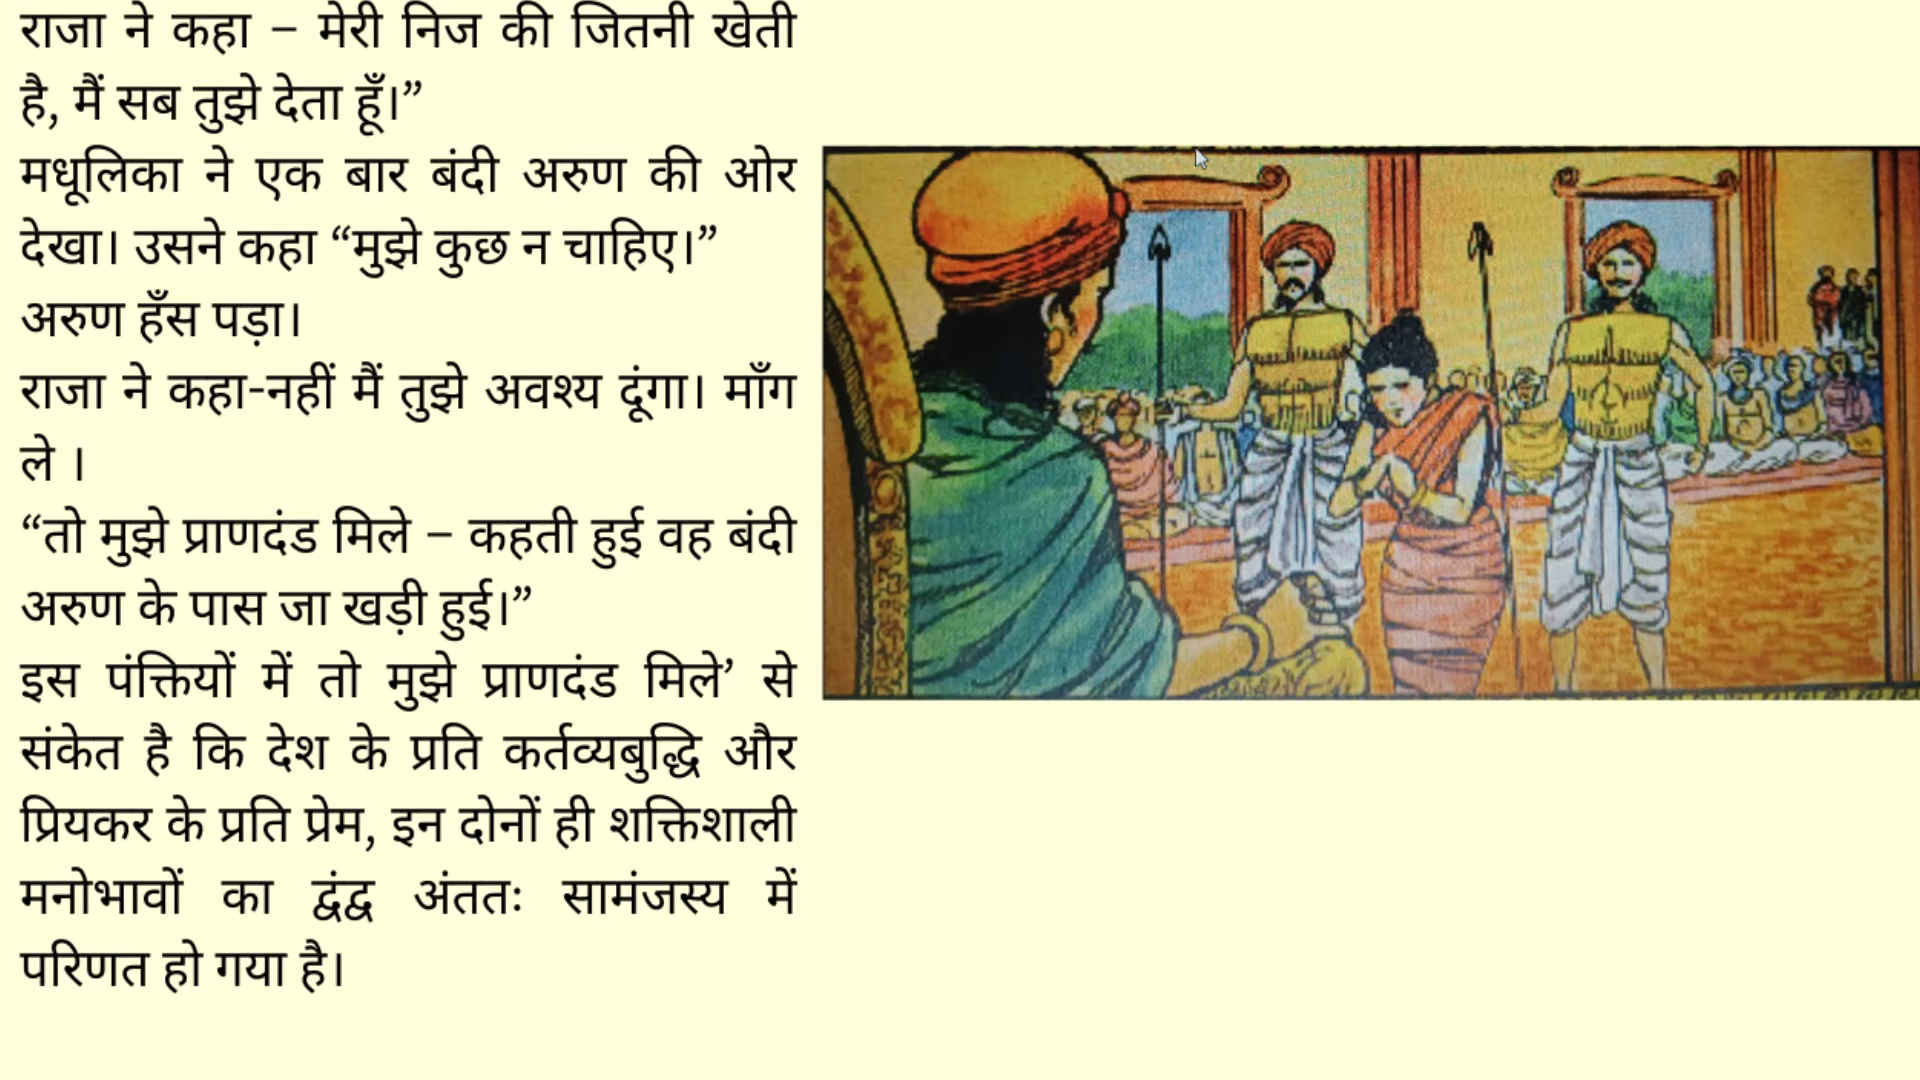 राजा ने कहा – मेरी निज की जितनी खेती
है, मैं सब तुझे देता हूँ।”
मधूलिका ने एक बार बंदी अरुण की ओर
देखा। उसने कहा “मुझे कुछ न चाहिए।”
अरुण हँस पड़ा।
राजा ने कहा-नहीं मैं तुझे अवश्य दूंगा। माँग
ले ।
“तो मुझे प्राणदंड मिले – कहती हुई वह बंदी
अरुण के पास जा खड़ी हुई।”
इस पंक्तियों में तो मुझे प्राणदंड मिले’ से
संकेत है कि देश के प्रति कर्तव्यबुद्धि और
प्रियकर के प्रति प्रेम, इन दोनों ही शक्तिशाली
मनोभावों का द्वंद्व अंततः सामंजस्य में
परिणत हो गया है।